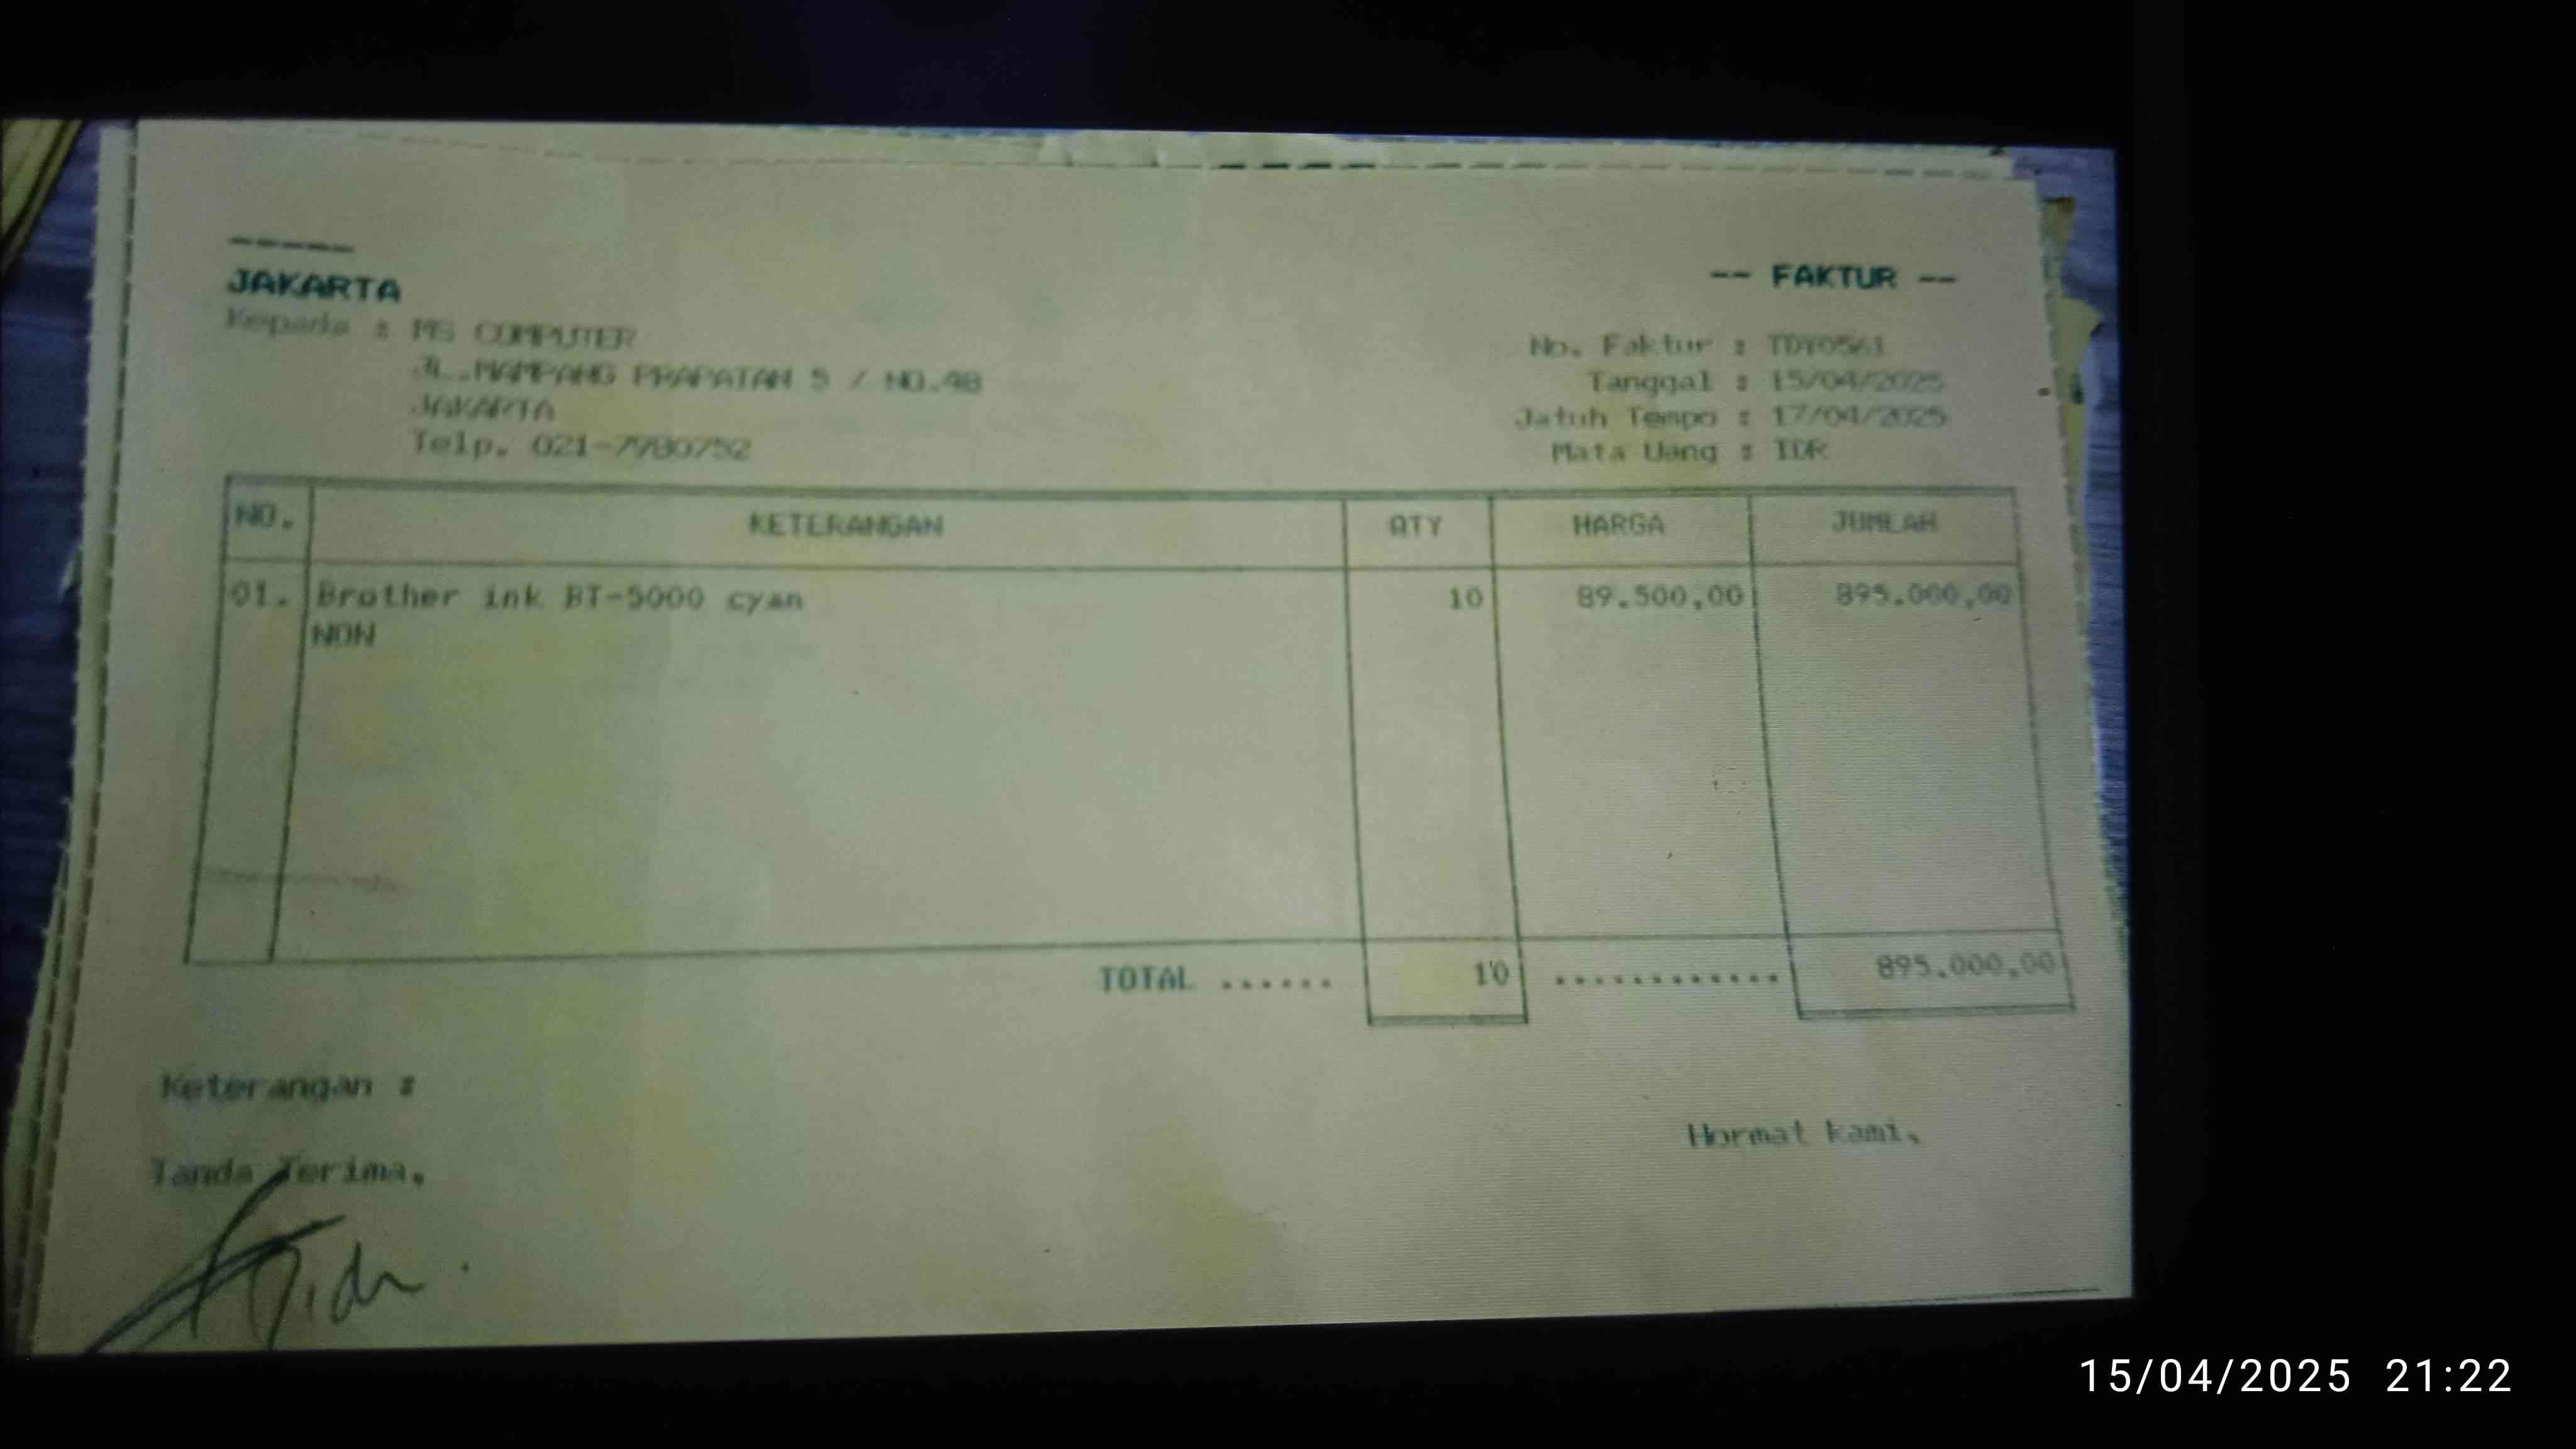 -----
JAKARTA
-- FAKTUR --
Kepada : MS COMPUTER
JL.MAMPANG PRAPATAN 5 / NO.4B
JAKARTA
Telp. 021-7980752
No. Faktur : TDY0561
Tanggal : 15/04/2025
Jatuh Tempo : 17/04/2025
Mata Uang : IDR
NO. KETERANGAN QTY HARGA JUMLAH
01. Brother ink BT-5000 cyan 10 89.500,00 895.000,00
NON
TOTAL ...... 10 ............ 895.000,00
Keterangan :
Hormat kami,
Tanda Terima,
15/04/2025 21:22